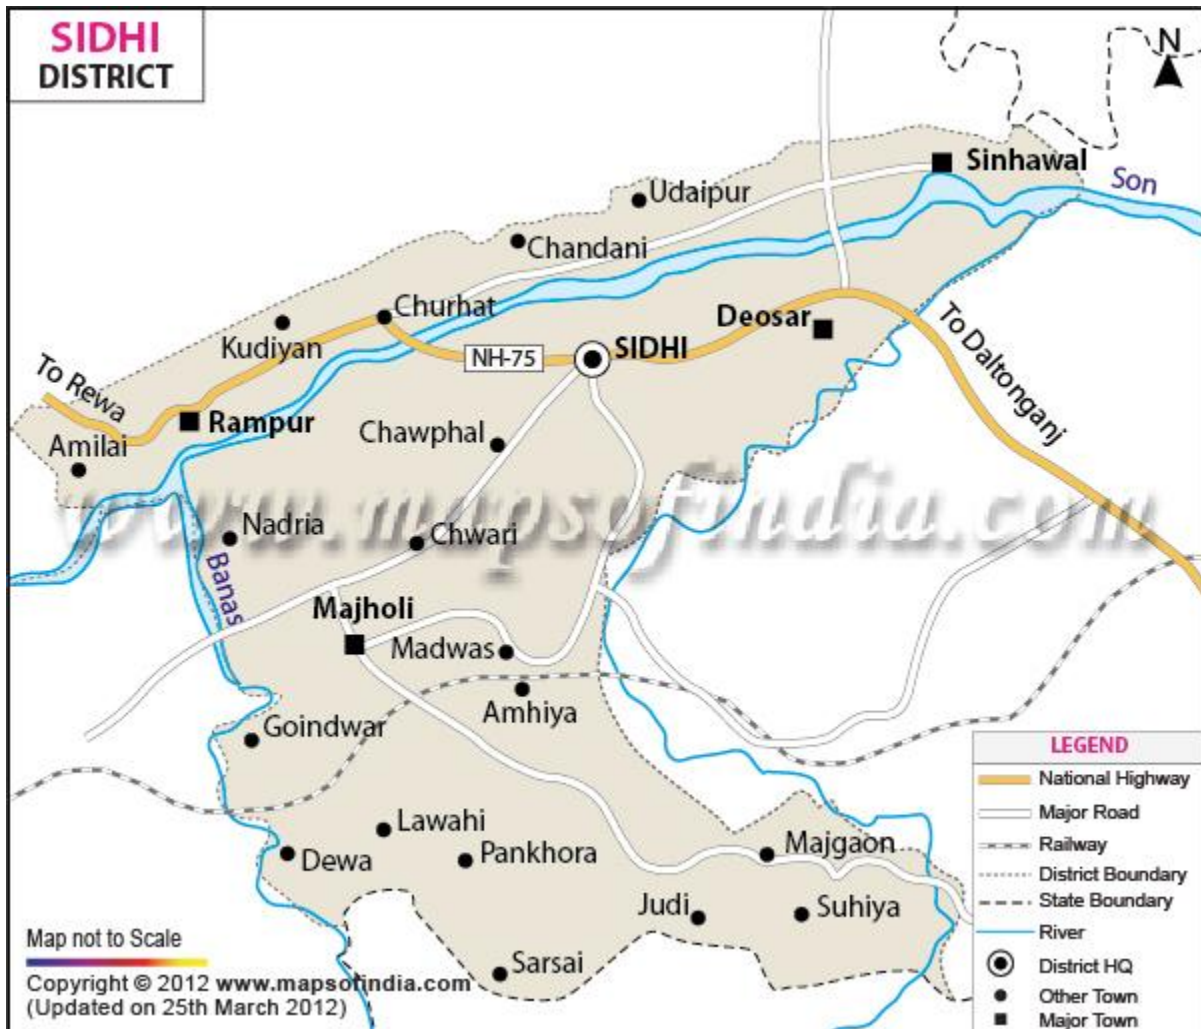 SIDHI
DISTRICT
N
Sinhawal
Son
Udaipur
Chandani
Churhat
Deosar
Kudiyan
NH-75
SIDHI
To Daltonganj
To Rewa
Rampur
Chawphal
Amilai
www.mapsofindia.com
Nadria
Chwari
Banas
Majholi
Madwas
Amhiya
Goindwar
LEGEND
National Highway
Major Road
Railway
District Boundary
State Boundary
River
District HQ
Other Town
Major Town
Lawahi
Majgaon
Dewa
Pankhora
Judi
Suhiya
Sarsai
Map not to Scale
Copyright © 2012 www.mapsofindia.com
(Updated on 25th March 2012)